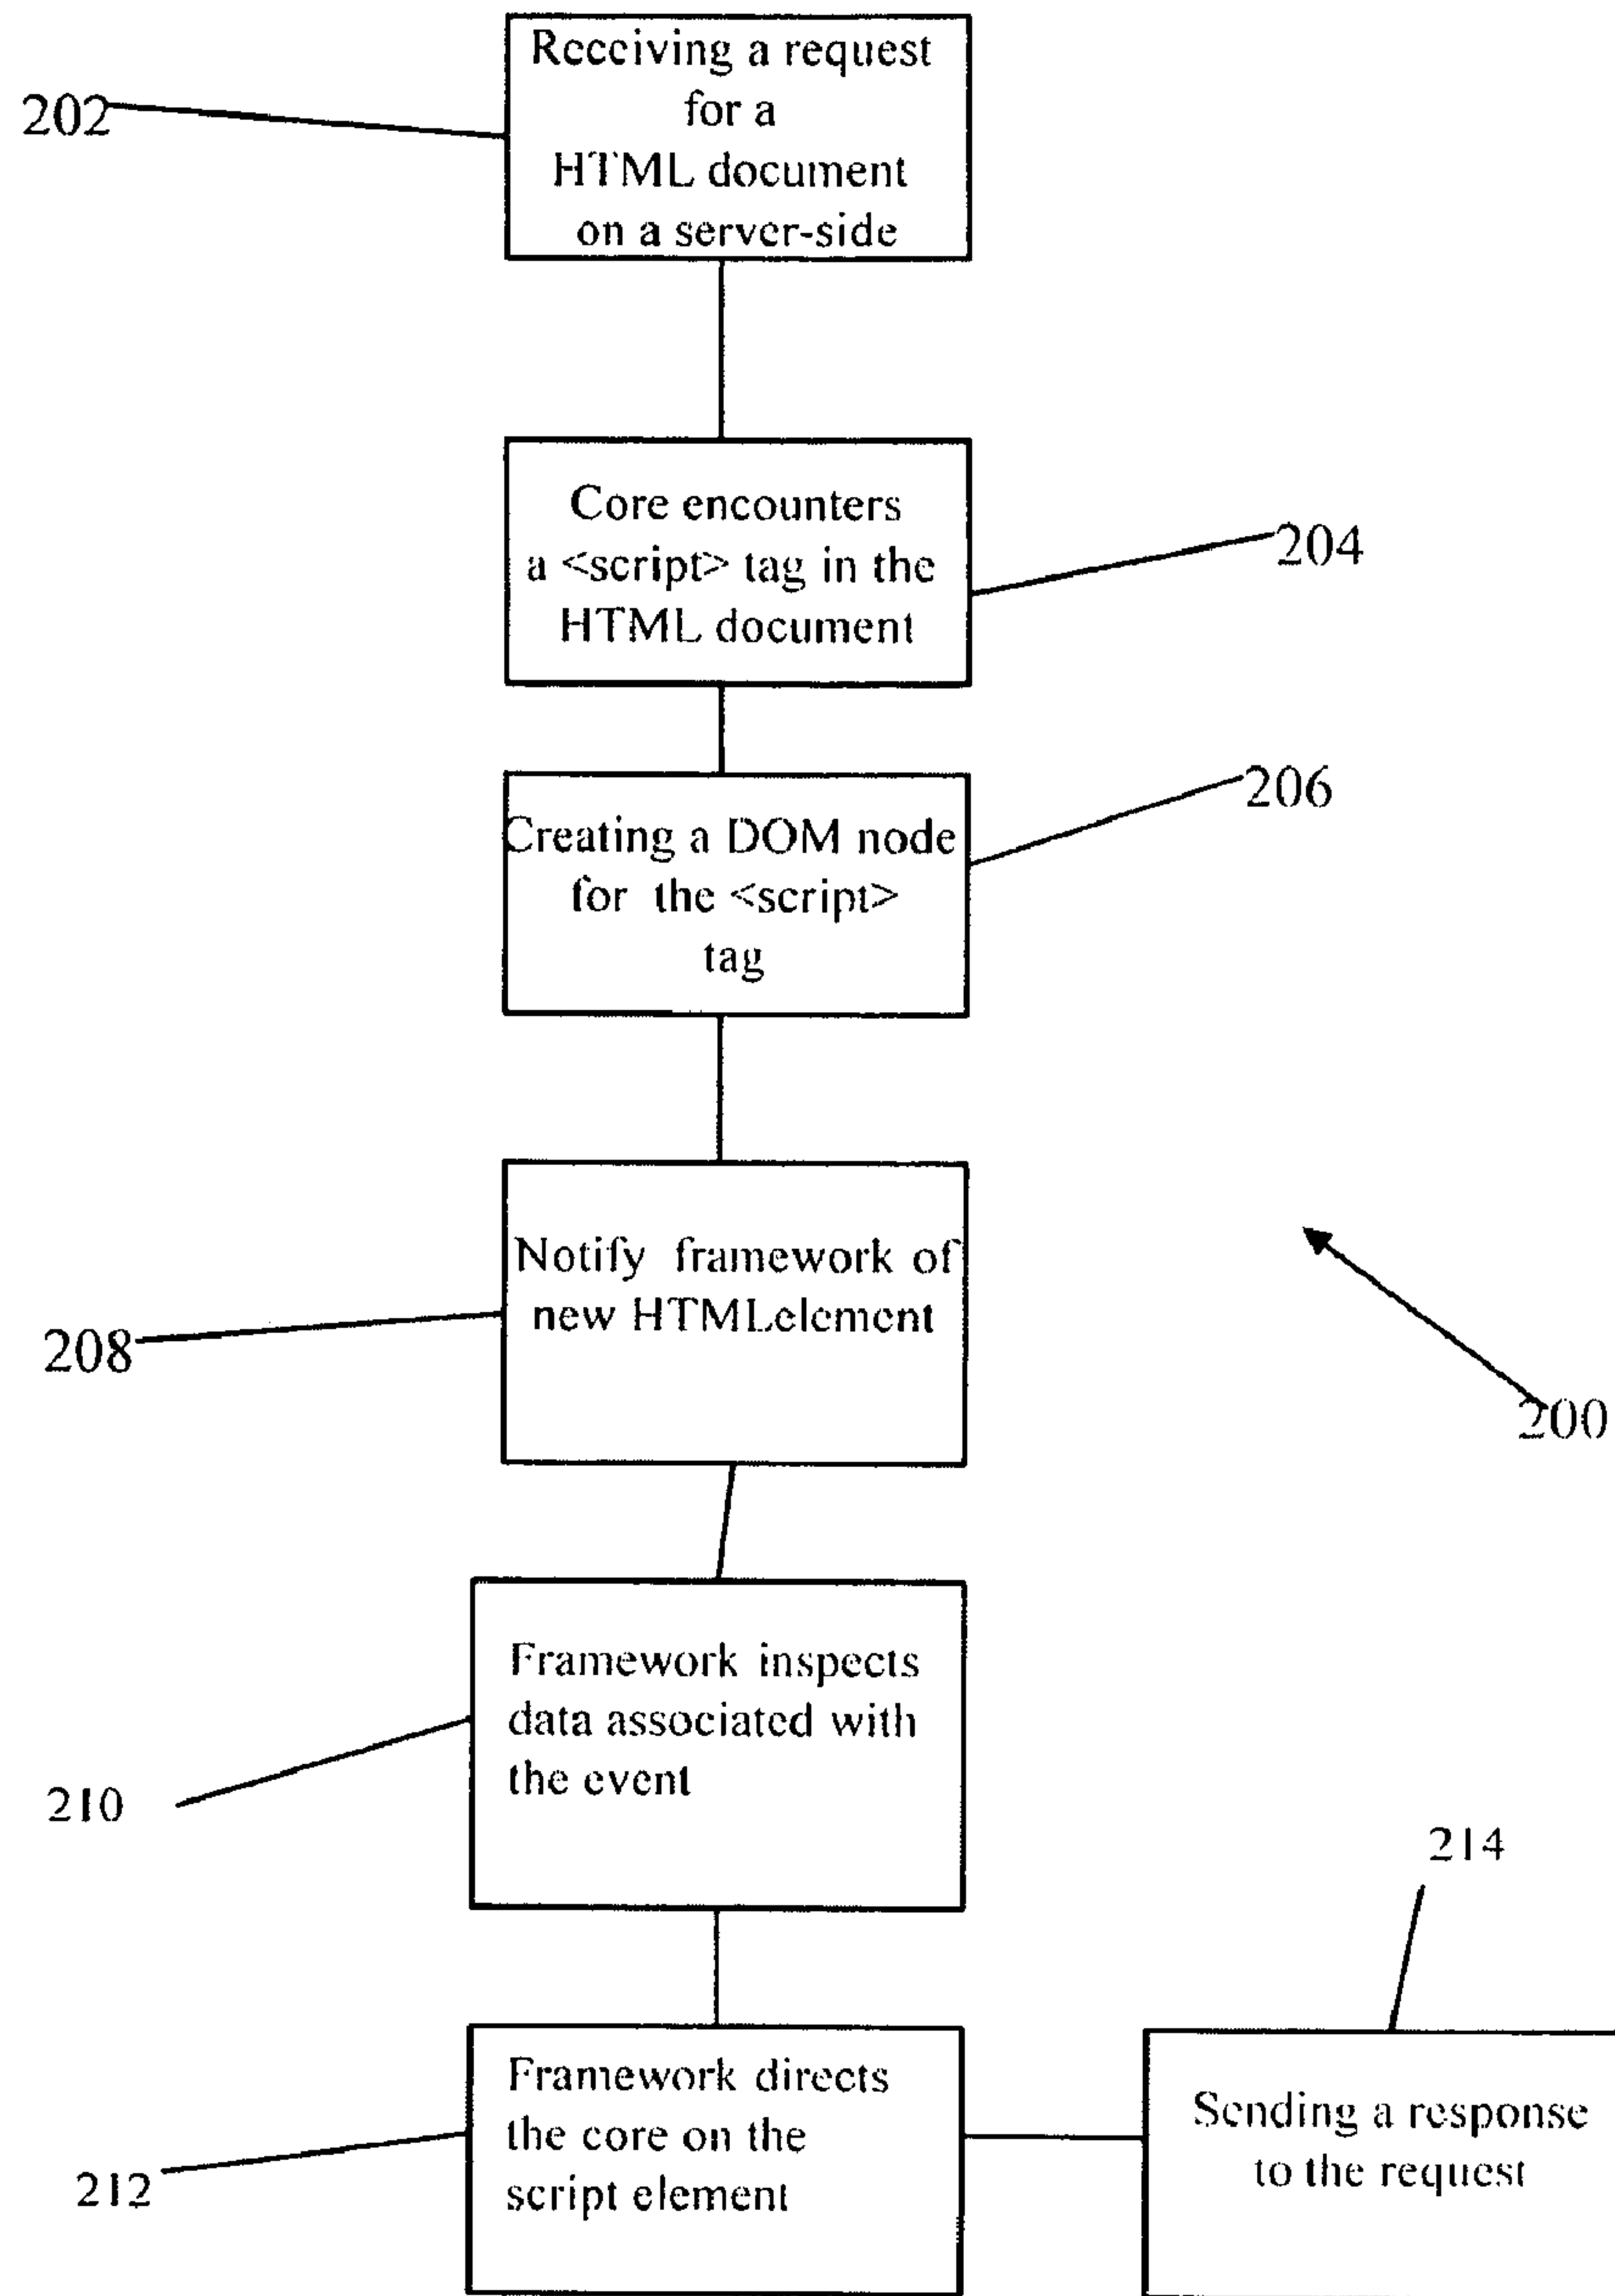 Receiving a request
for a
HTML document
on a server-side
202
Core encounters
a <script> tag in the
HTML document
204
206
Creating a DOM node
for the <script>
tag
Notify framework of
new HTMLelement
208
200
Framework inspects
data associated with
the event
210
214
Framework directs
the core on the
script element
212
Sending a response
to the request